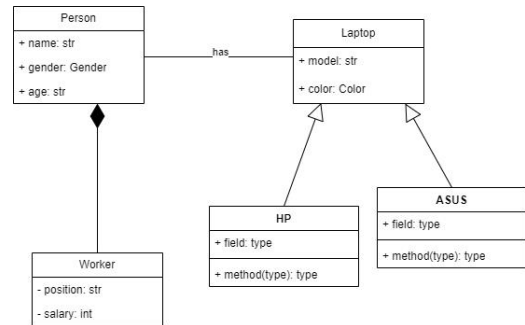 Person
+ name: str
+ gender: Gender
+ age: str
has
Laptop
+ model: str
+ color: Color
HP
+ field: type
+ method(type): type
ASUS
+ field: type
+ method(type): type
Worker
- position: str
- salary: int